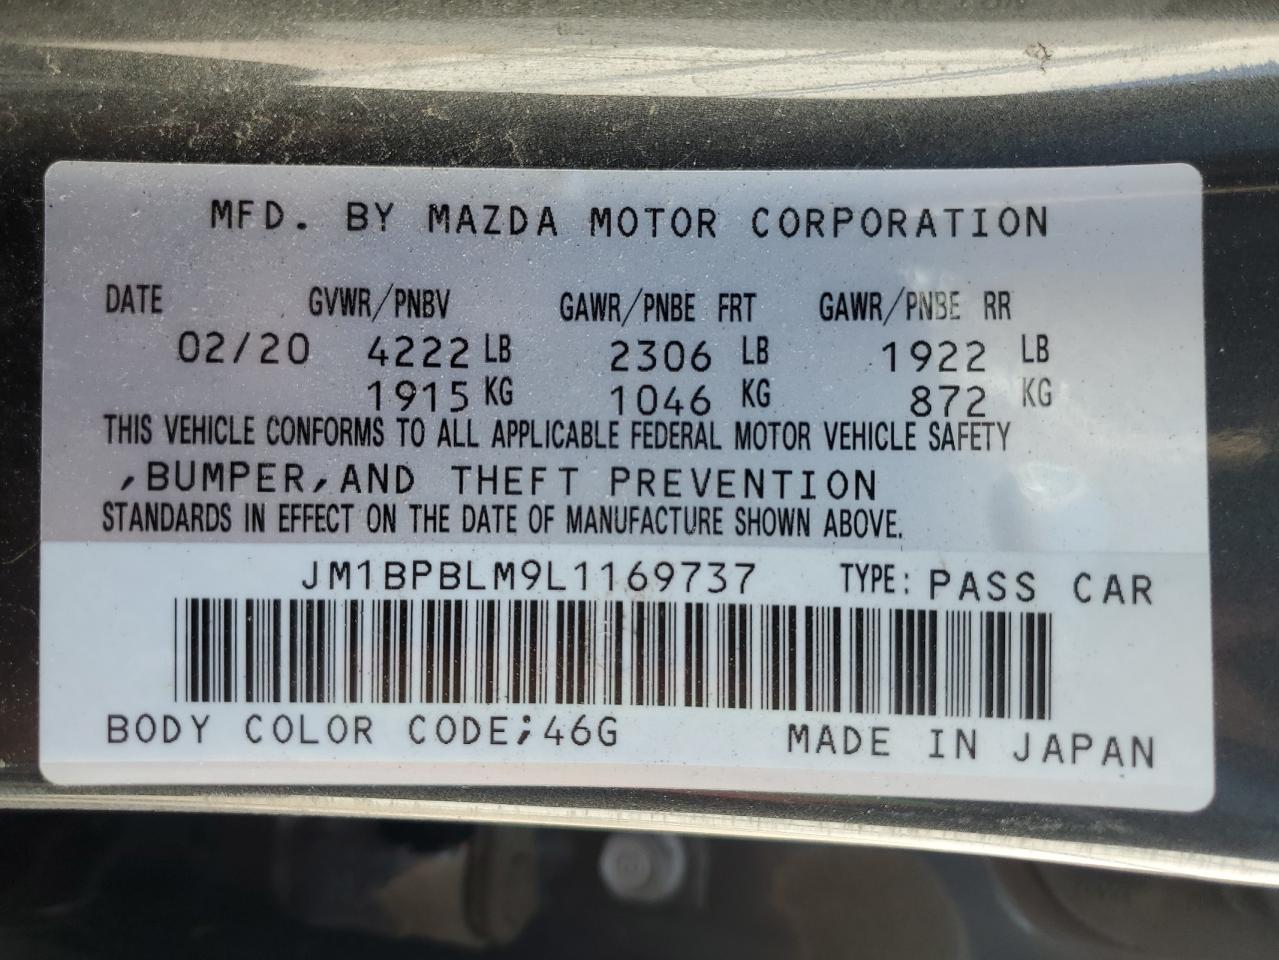 MFD. BY MAZDA MOTOR CORPORATION
DATE GVWR/PNBV GAWR/PNBE FRT GAWR/PNBE RR
02/20 4222 LB 2306 LB 1922 LB
1915 KG 1046 KG 872 KG
THIS VEHICLE CONFORMS TO ALL APPLICABLE FEDERAL MOTOR VEHICLE SAFETY
,BUMPER,AND THEFT PREVENTION
STANDARDS IN EFFECT ON THE DATE OF MANUFACTURE SHOWN ABOVE.
JM1BPBLM9L1169737 TYPE: PASS CAR
BODY COLOR CODE;46G MADE IN JAPAN